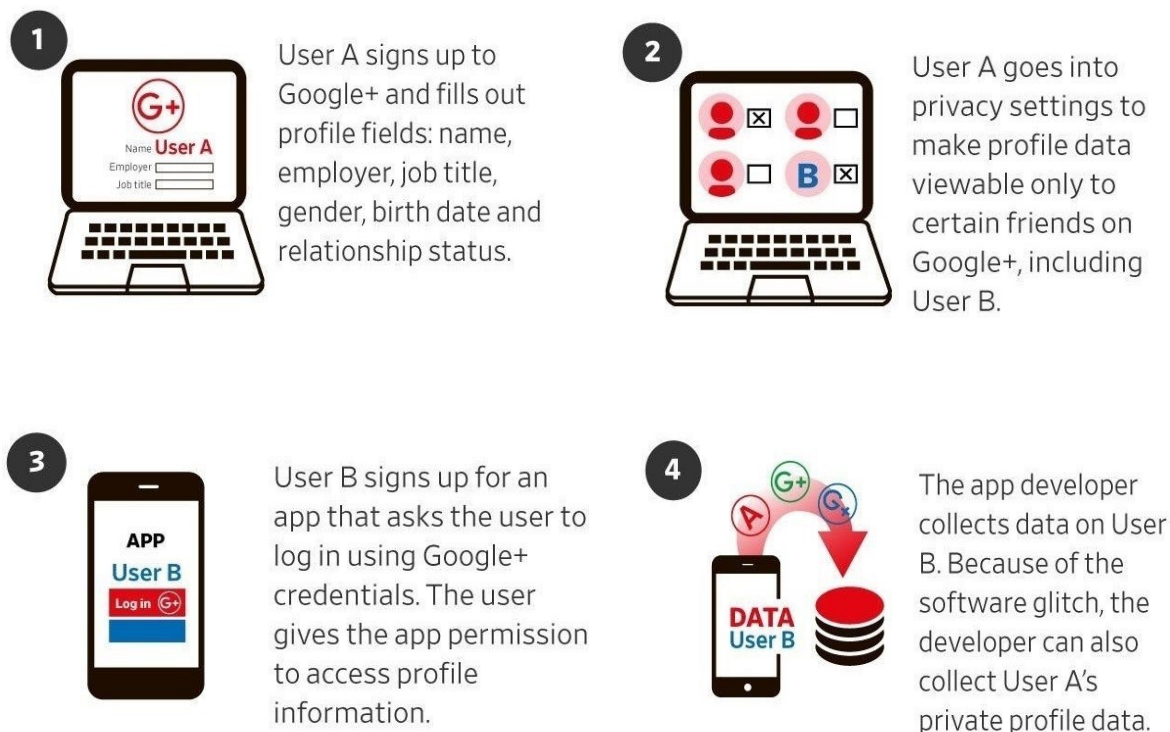 1
G+
Name User A
Employer
Job title
User A signs up to
Google+ and fills out
profile fields: name,
employer, job title,
gender, birth date and
relationship status.
2
B
User A goes into
privacy settings to
make profile data
viewable only to
certain friends on
Google+, including
User B.
3
APP
User B
Log in G+
User B signs up for an
app that asks the user to
log in using Google+
credentials. The user
gives the app permission
to access profile
information.
4
A G+ G+
DATA
User B
The app developer
collects data on User
B. Because of the
software glitch, the
developer can also
collect User A's
private profile data.